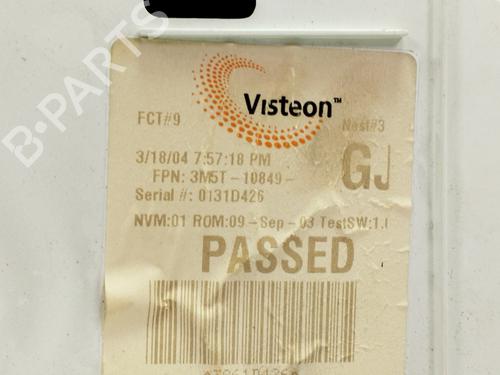 B-PARTS
Visteon™
FCT#9 Nest#3
3/18/04 7:57:18 PM
FPN: 3M5T-10849- GJ
Serial #: 0131D426
NVM:01 ROM:09-Sep-03 TestSW:1.
PASSED